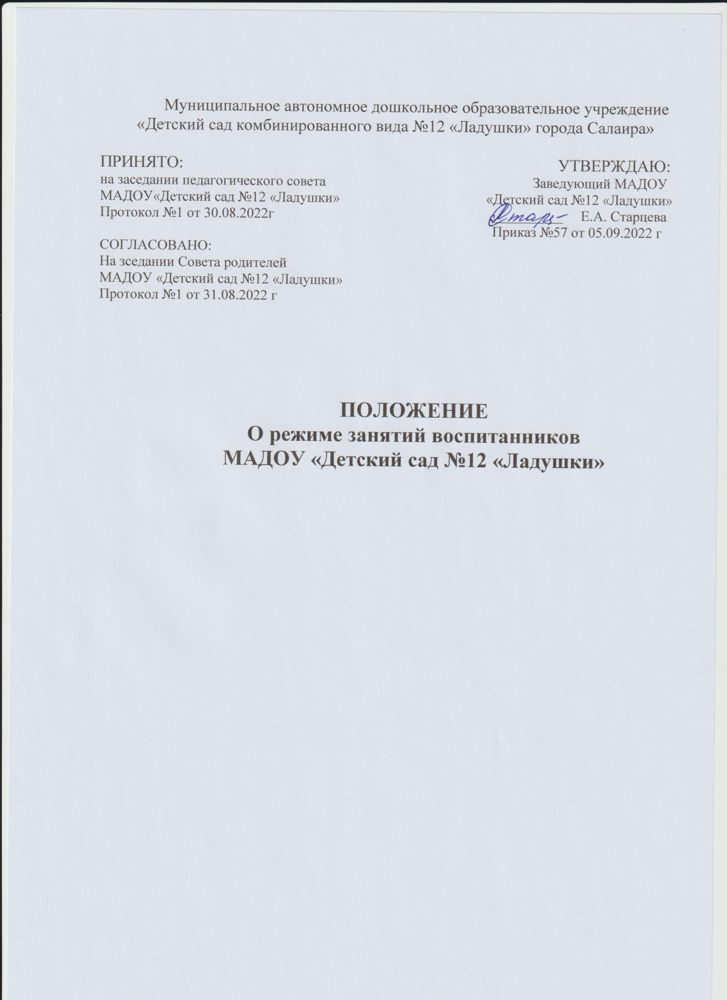 Муниципальное автономное дошкольное образовательное учреждение
«Детский сад комбинированного вида №12 «Ладушки» города Салаира»
ПРИНЯТО:
на заседании педагогического совета
МАДОУ«Детский сад №12 «Ладушки»
Протокол №1 от 30.08.2022г
УТВЕРЖДАЮ:
Заведующий МАДОУ
«Детский сад №12 «Ладушки»
Е.А. Старцева
Приказ №57 от 05.09.2022 г
СОГЛАСОВАНО:
На зседании Совета родителей
МАДОУ «Детский сад №12 «Ладушки»
Протокол №1 от 31.08.2022 г
ПОЛОЖЕНИЕ
О режиме занятий воспитанников
МАДОУ «Детский сад №12 «Ладушки»